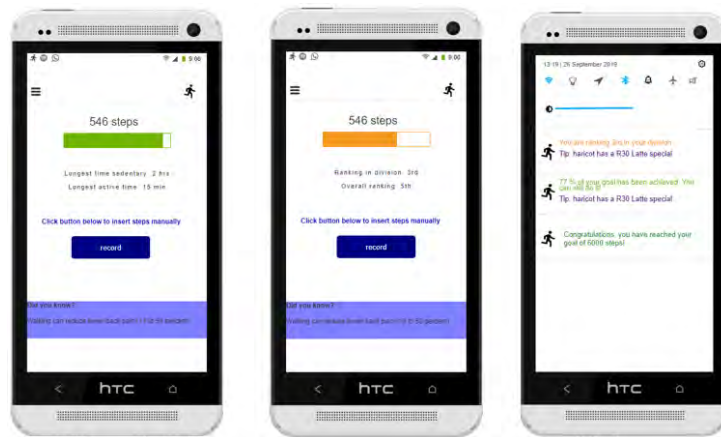 9:00
546 steps
Longest time sedentary 2 hrs
Longest active time 15 min
Click button below to insert steps manually
record
Did you know?
Walking can reduce lower back pain
hTC
9:00
546 steps
Ranking in division 3rd
Overall ranking 5th
Click button below to insert steps manually
record
Did you know?
Walking can reduce lower back pain
hTC
13:19 | 26 September 2019
You are ranking 3rd in your division
Tip: haricot has a R30 Latte special
77 % of your goal has been achieved. You
can still do it
Tip: haricot has a R30 Latte special
Congratulations, you have reached your
goal of 6000 steps!
hTC